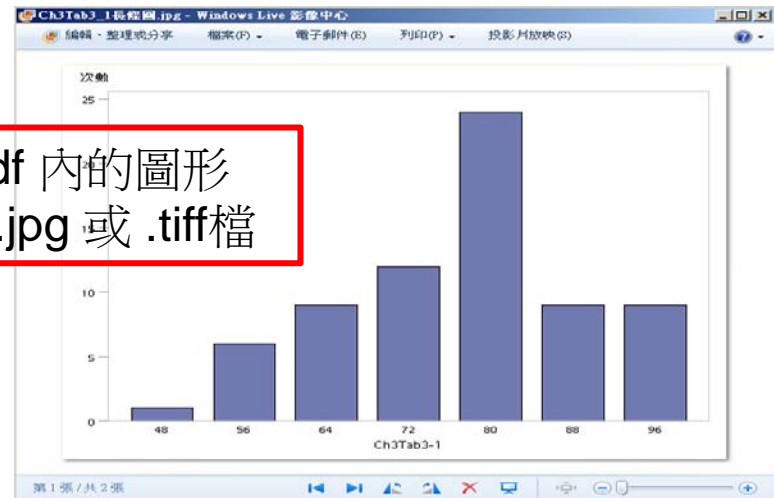 Ch3Tab3_1長條圖.jpg - Windows Live 影像中心
編輯、整理或分享 檔案(F) 電子郵件(E) 列印(P) 投影片放映(S)
次數
25
df 內的圖形
.jpg 或 .tiff檔
10
5
0
48 56 64 72 80 88 96
Ch3Tab3-1
第 1 張 / 共 2 張